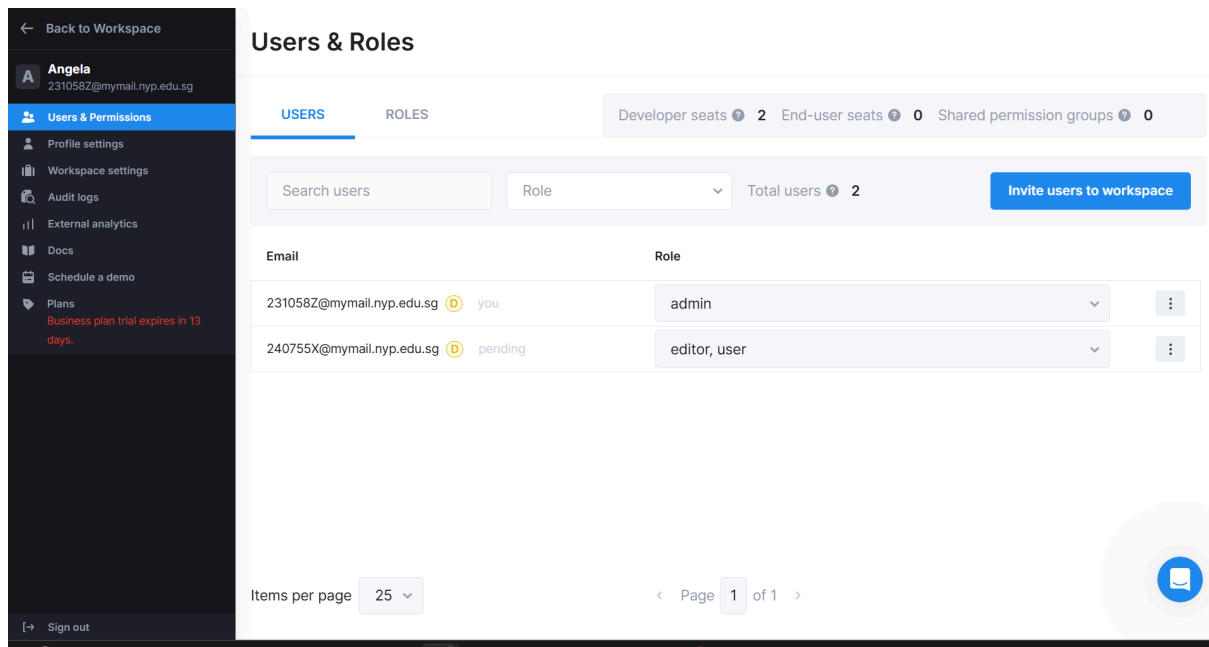 Back to Workspace
Users & Roles
A
Angela
231058Z@mymail.nyp.edu.sg
Users & Permissions
Profile settings
Workspace settings
Audit logs
External analytics
Docs
Schedule a demo
Plans
Business plan trial expires in 13
days.
Sign out
USERS ROLES
Developer seats ? 2 End-user seats ? 0 Shared permission groups ? 0
Search users Role Total users ? 2 Invite users to workspace
Email Role
231058Z@mymail.nyp.edu.sg D you admin
240755X@mymail.nyp.edu.sg D pending editor, user
Items per page 25 Page 1 of 1